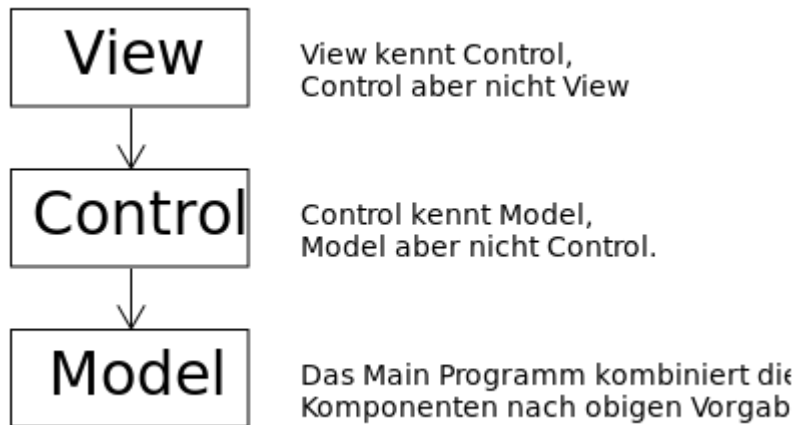 View
View kennt Control,
Control aber nicht View
Control
Control kennt Model,
Model aber nicht Control.
Model
Das Main Programm kombiniert die
Komponenten nach obigen